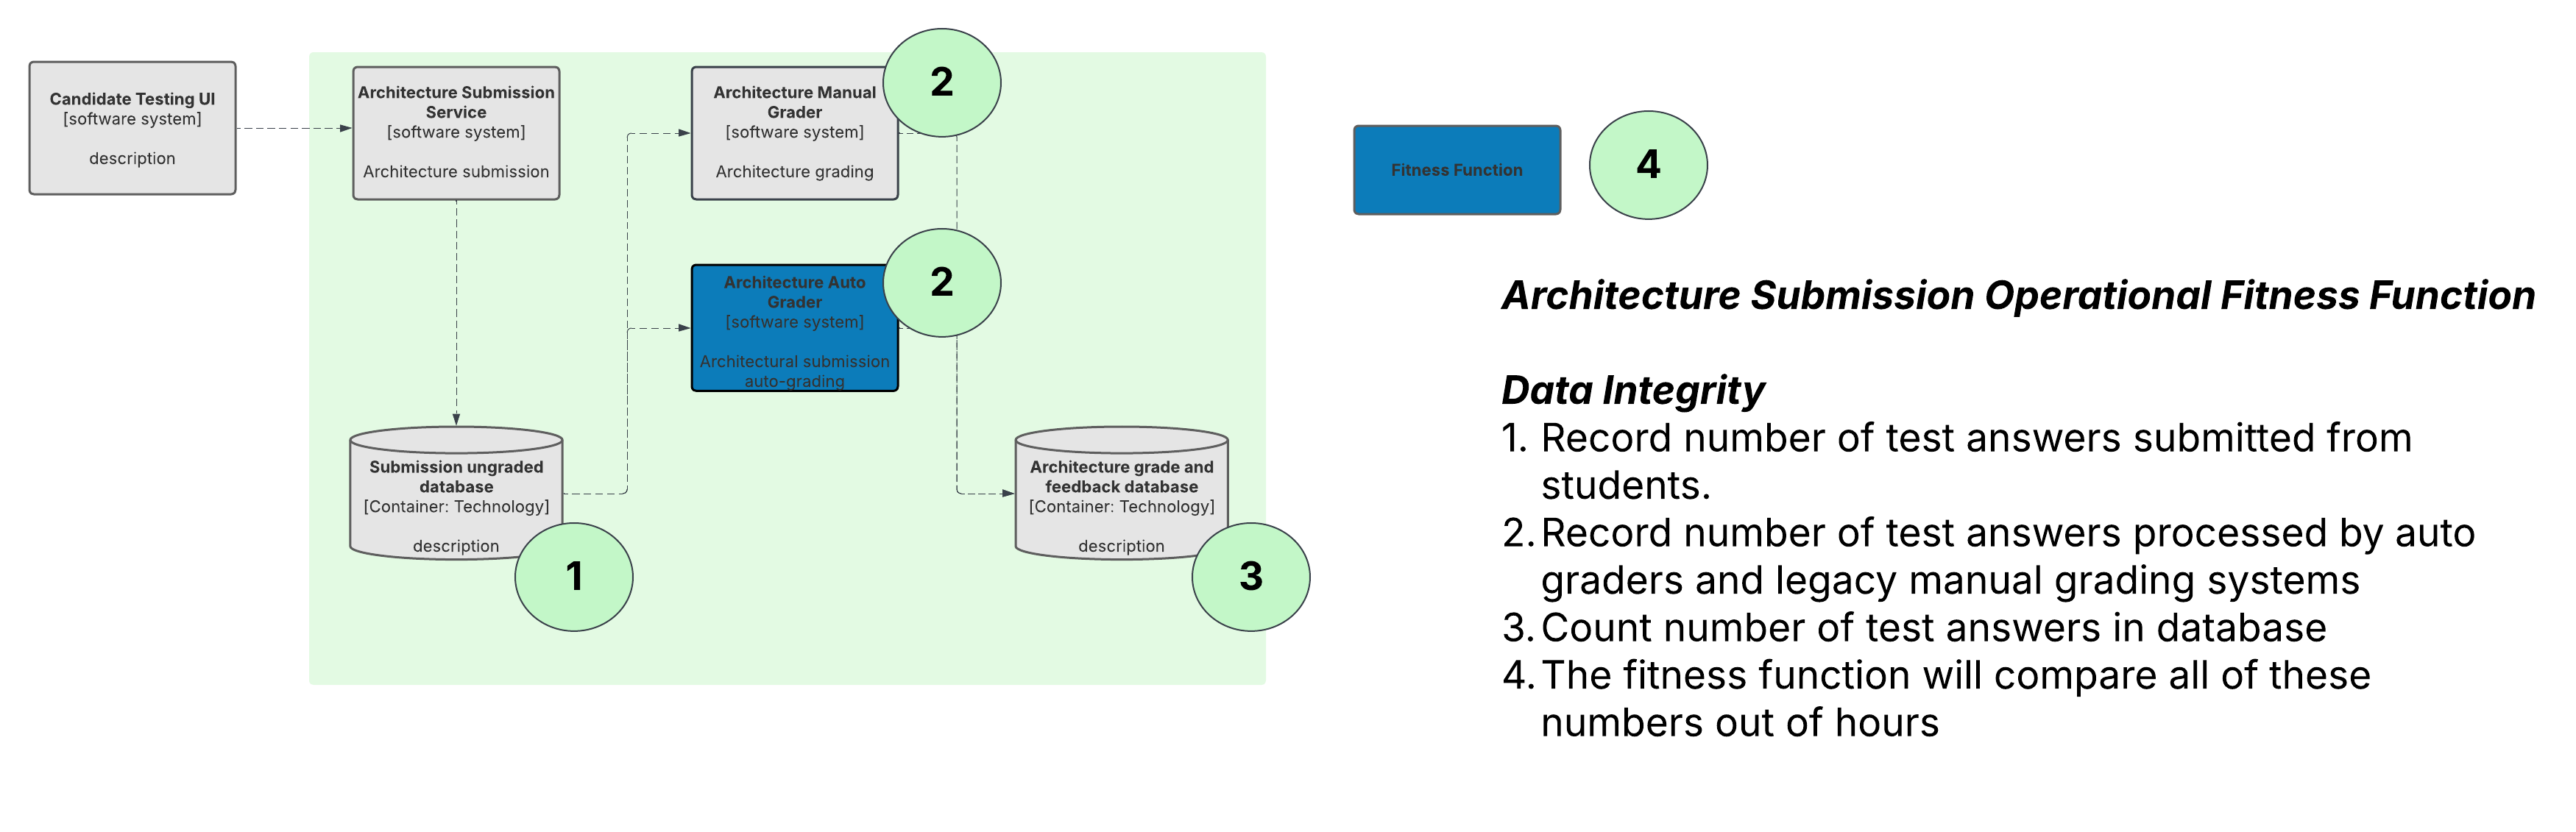 Candidate Testing UI
[software system]
description
Architecture Submission
Service
[software system]
Architecture submission
Architecture Manual
Grader
[software system]
Architecture grading
2
Architecture Auto
Grader
[software system]
Architectural submission
auto-grading
2
Submission ungraded
database
[Container: Technology]
description
1
Architecture grade and
feedback database
[Container: Technology]
description
3
Fitness Function
4
Architecture Submission Operational Fitness Function
Data Integrity
1. Record number of test answers submitted from
students.
2. Record number of test answers processed by auto
graders and legacy manual grading systems
3. Count number of test answers in database
4. The fitness function will compare all of these
numbers out of hours